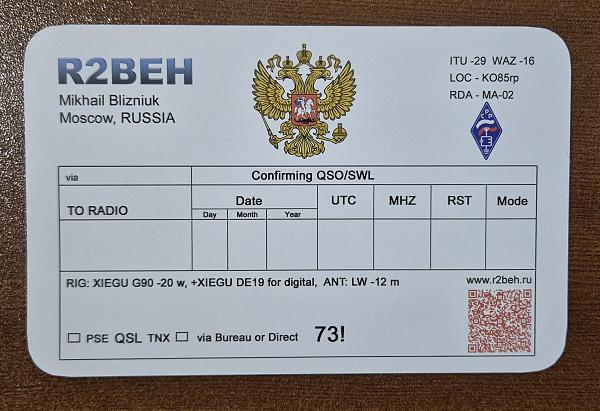 R2BEH
Mikhail Blizniuk
Moscow, RUSSIA
ITU -29 WAZ -16
LOC - KO85rp
RDA - MA-02
С Р Р
via
Confirming QSO/SWL
TO RADIO
Date
UTC
MHZ
RST
Mode
Day Month Year
RIG: XIEGU G90 -20 w, +XIEGU DE19 for digital, ANT: LW -12 m
www.r2beh.ru
PSE QSL TNX via Bureau or Direct 73!